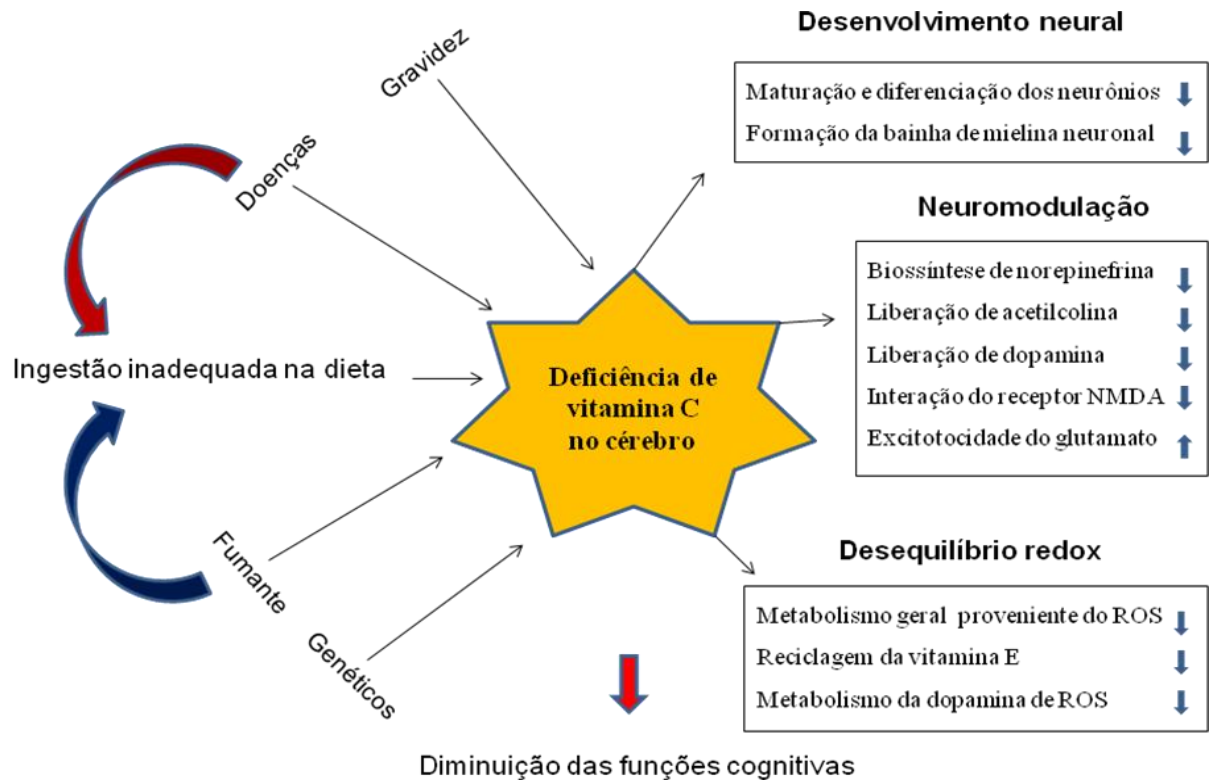 Desenvolvimento neural
Maturação e diferenciação dos neurônios
Formação da bainha de mielina neuronal
Gravidez
Doenças
Neuromodulação
Biossíntese de norepinefrina
Liberação de acetilcolina
Liberação de dopamina
Interação do receptor NMDA
Excitotocidade do glutamato
Ingestão inadequada na dieta
Deficiência de
vitamina C
no cérebro
Fumante
Genéticos
Desequilíbrio redox
Metabolismo geral proveniente do ROS
Reciclagem da vitamina E
Metabolismo da dopamina de ROS
Diminuição das funções cognitivas